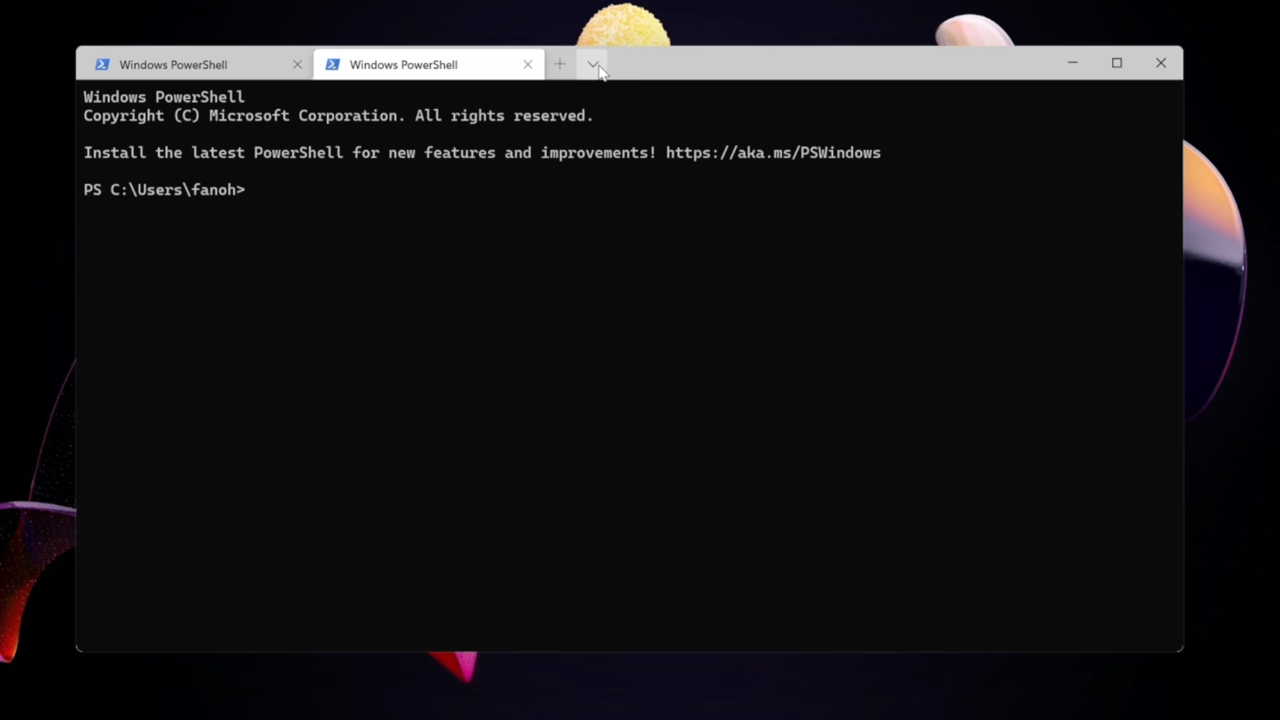 Windows PowerShell
Windows PowerShell
Windows PowerShell
Copyright (C) Microsoft Corporation. All rights reserved.
Install the latest PowerShell for new features and improvements! https://aka.ms/PSWindows
PS C:\Users\fanoh>